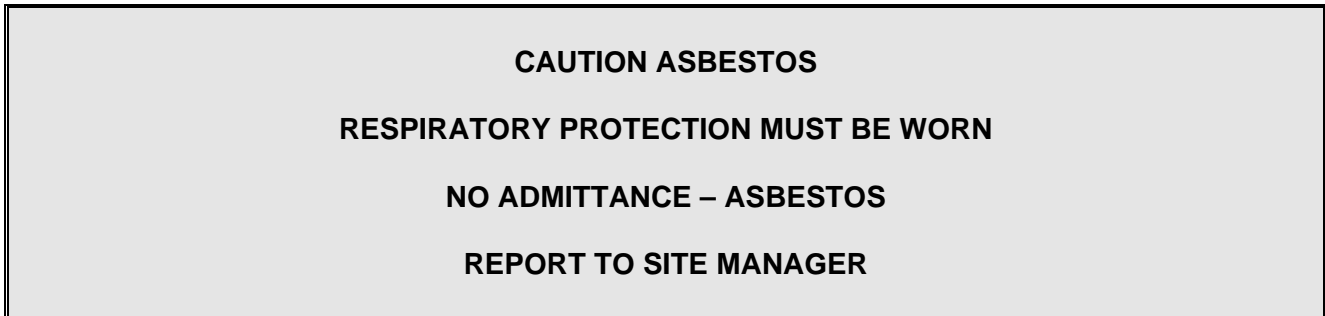 CAUTION ASBESTOS
RESPIRATORY PROTECTION MUST BE WORN
NO ADMITTANCE – ASBESTOS
REPORT TO SITE MANAGER